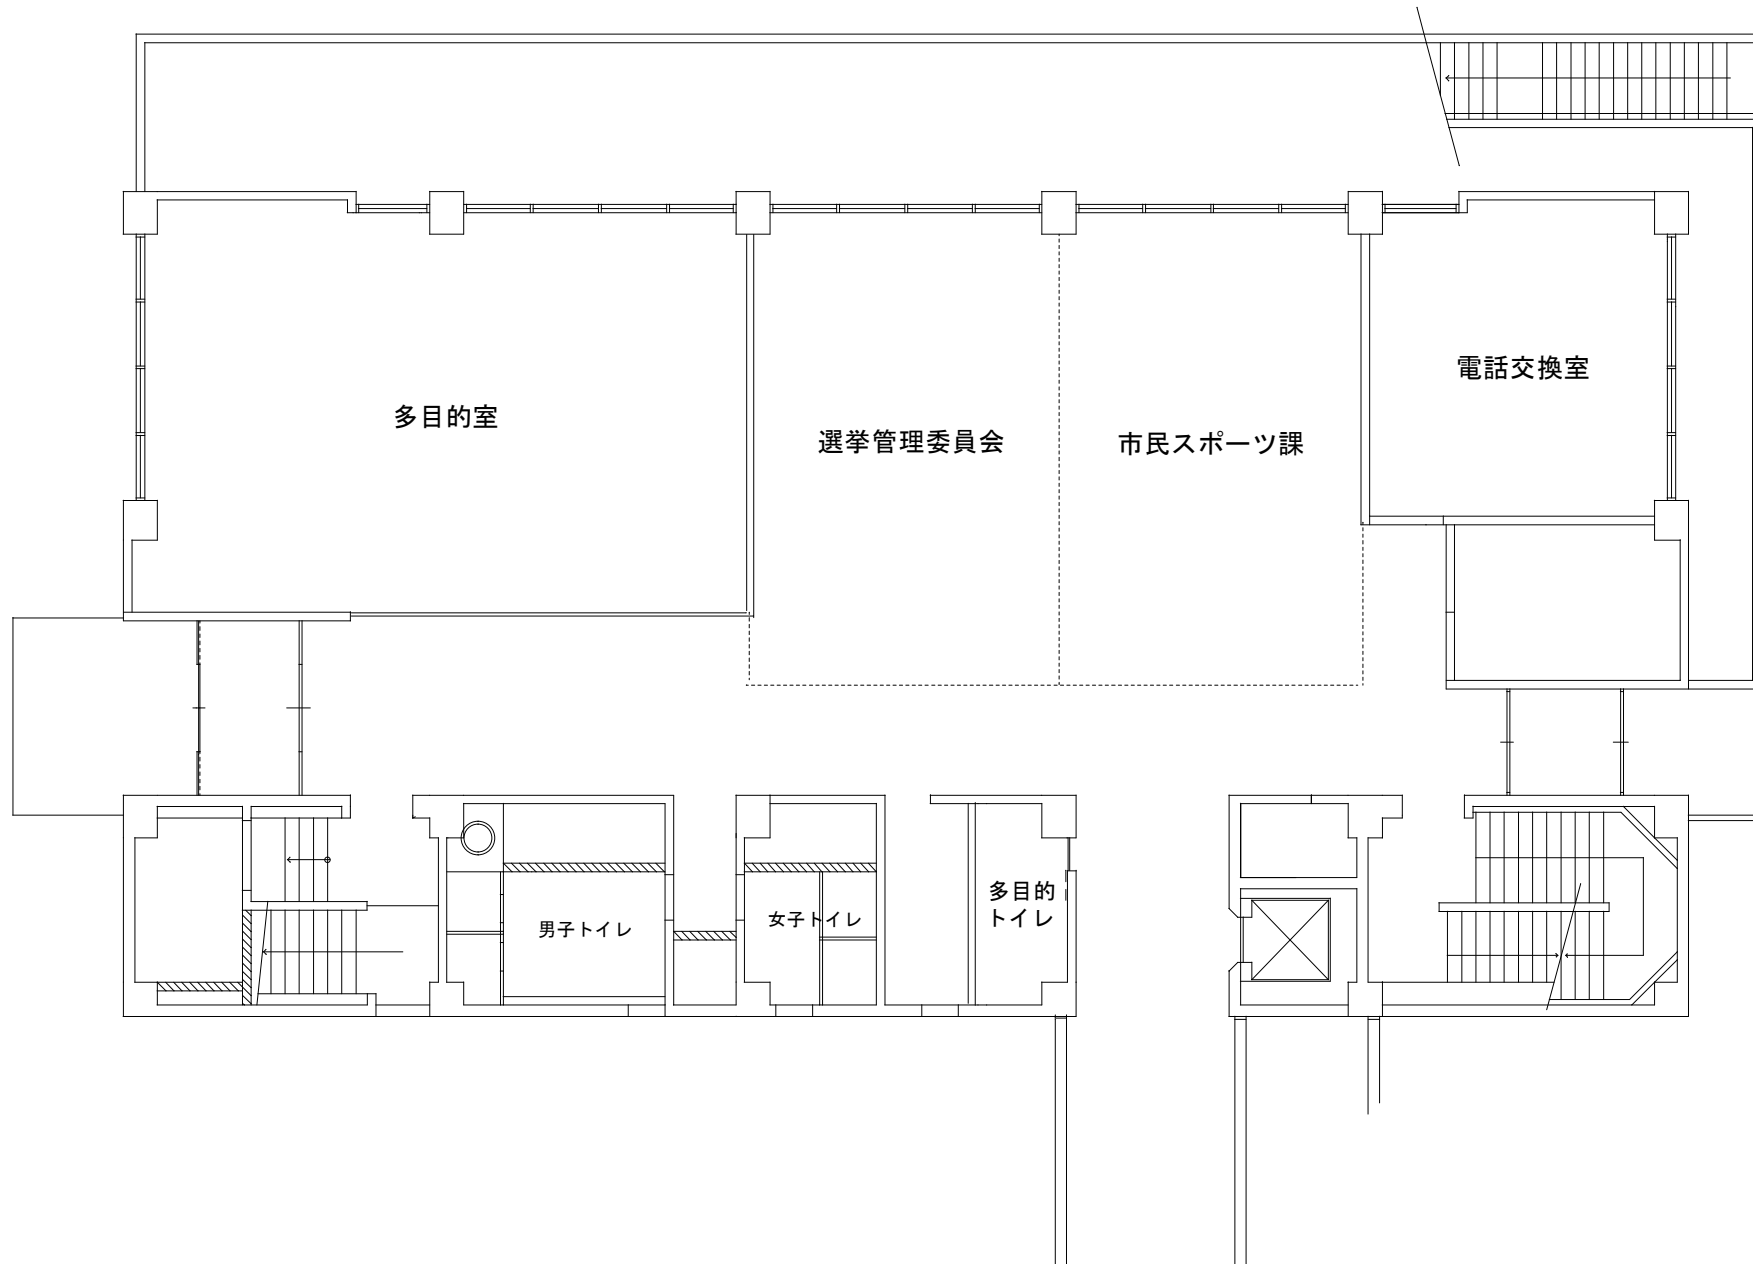 電話交換室
多目的室
選挙管理委員会
市民スポーツ課
多目的
トイレ
男子トイレ
女子トイレ